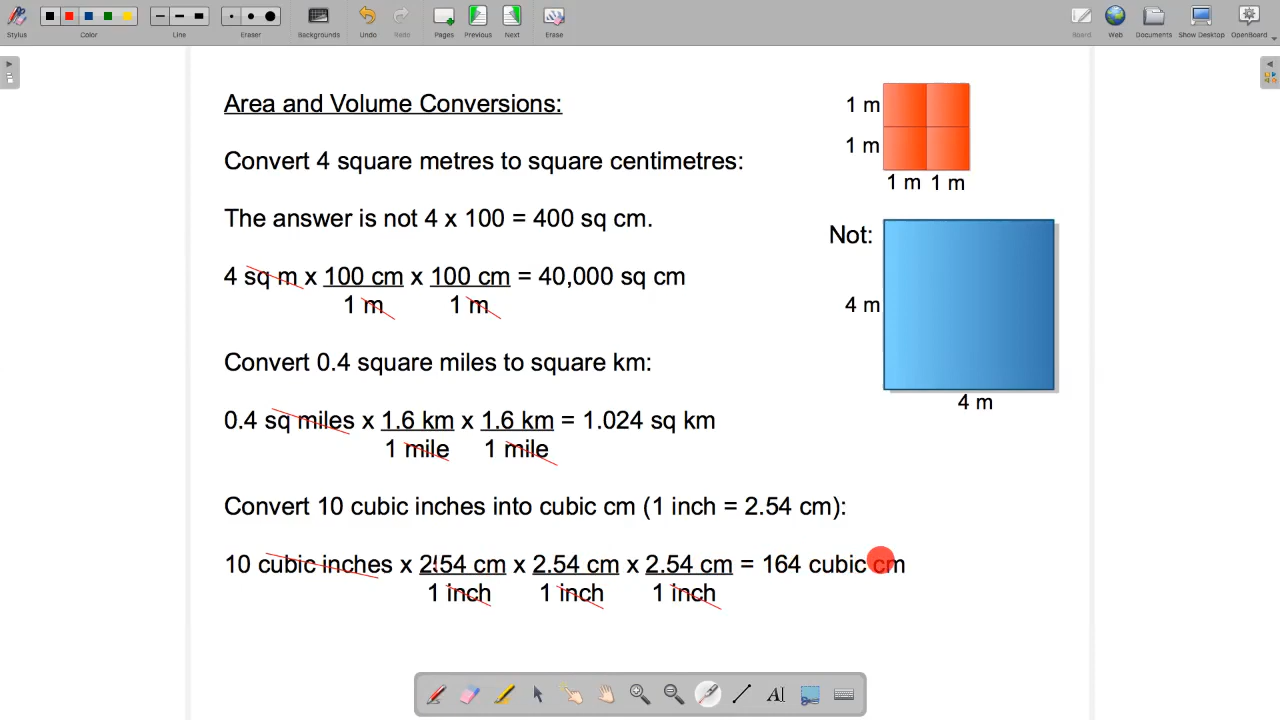 Stylus Color Line Eraser Backgrounds Undo Redo Pages Previous Next Erase Board Web Documents Show Desktop OpenBoard
Area and Volume Conversions:
Convert 4 square metres to square centimetres:
The answer is not 4 x 100 = 400 sq cm.
4 sq m x 100 cm x 100 cm = 40,000 sq cm
1 m 1 m
Convert 0.4 square miles to square km:
0.4 sq miles x 1.6 km x 1.6 km = 1.024 sq km
1 mile 1 mile
Convert 10 cubic inches into cubic cm (1 inch = 2.54 cm):
10 cubic inches x 2.54 cm x 2.54 cm x 2.54 cm = 164 cubic cm
1 inch 1 inch 1 inch
1 m
1 m
1 m 1 m
Not:
4 m
4 m
AI